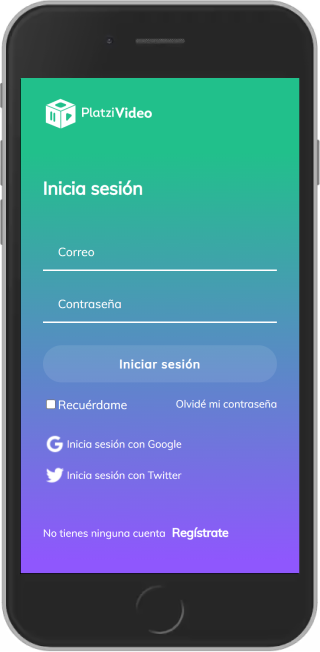 PlatziVideo
Inicia sesión
Correo
Contraseña
Iniciar sesión
Recuérdame Olvidé mi contraseña
Inicia sesión con Google
Inicia sesión con Twitter
No tienes ninguna cuenta Regístrate